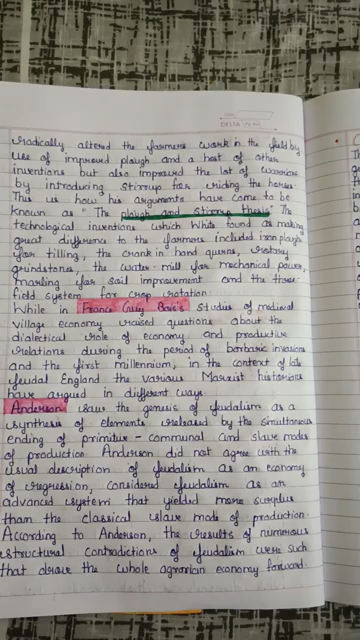 DELTA
radically altered the farmers work in the field by
use of improved plough and a host of other
inventions but also improved the lot of warriors
by introducing stirrup for riding the horse.
This is how his arguments have come to be
known as "The plough and stirrup theory" The
technological inventions which White found as making
great difference to the farmers included iron plough
for tilling, the crank in hand querns, rotary
grindstones, the water-mill for mechanical power,
marling for soil improvement and the three
field system for crop rotation.
While in France Guiy Bois's studies of medival
village economy raised questions about the
dialectical role of economy and productive
relations during the period of barbaric invasions
and the first millennium, in the context of late
feudal England the various Marxist historians
have argued in different ways.
Anderson saw the genesis of feudalism as a
synthesis of elements released by the simultaneous
ending of primitive - communal and slave modes
of production. Anderson did not agree with the
usual description of feudalism as an economy
of regression, considered feudalism as an
advanced system that yielded more surplus
than the classical slave mode of production.
According to Anderson, the results of numerous
structural contradictions of feudalism were such
that drove the whole agrarian economy forward.